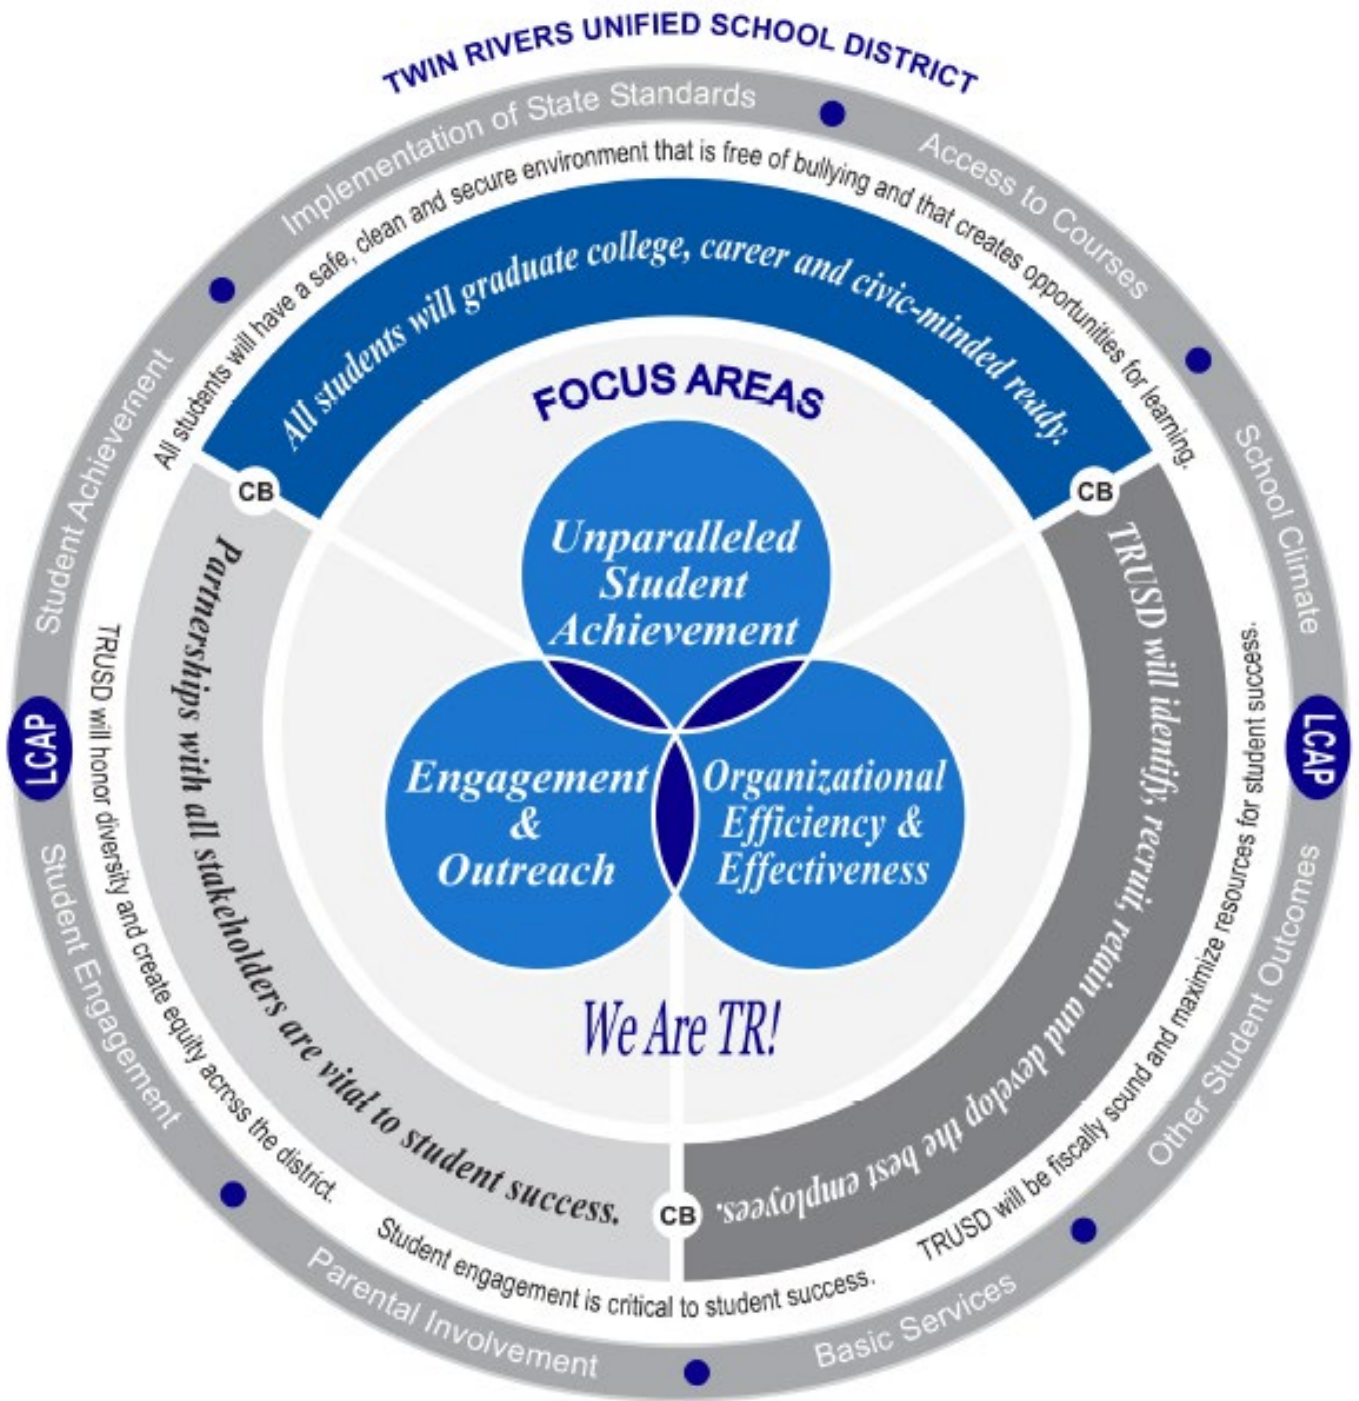 TWIN RIVERS UNIFIED SCHOOL DISTRICT
Student Achievement
Implementation of State Standards
Access to Courses
School Climate
LCAP
Other Student Outcomes
Basic Services
Parental Involvement
Student Engagement
LCAP
All students will have a safe, clean and secure environment that is free of bullying and that creates opportunities for learning.
TRUSD will be fiscally sound and maximize resources for student success.
Student engagement is critical to student success.
TRUSD will honor diversity and create equity across the district.
All students will graduate college, career and civic-minded ready.
CB
TRUSD will identify, recruit, retain and develop the best employees.
CB
Partnerships with all stakeholders are vital to student success.
CB
FOCUS AREAS
Unparalleled
Student
Achievement
Engagement
&
Outreach
Organizational
Efficiency &
Effectiveness
We Are TR!